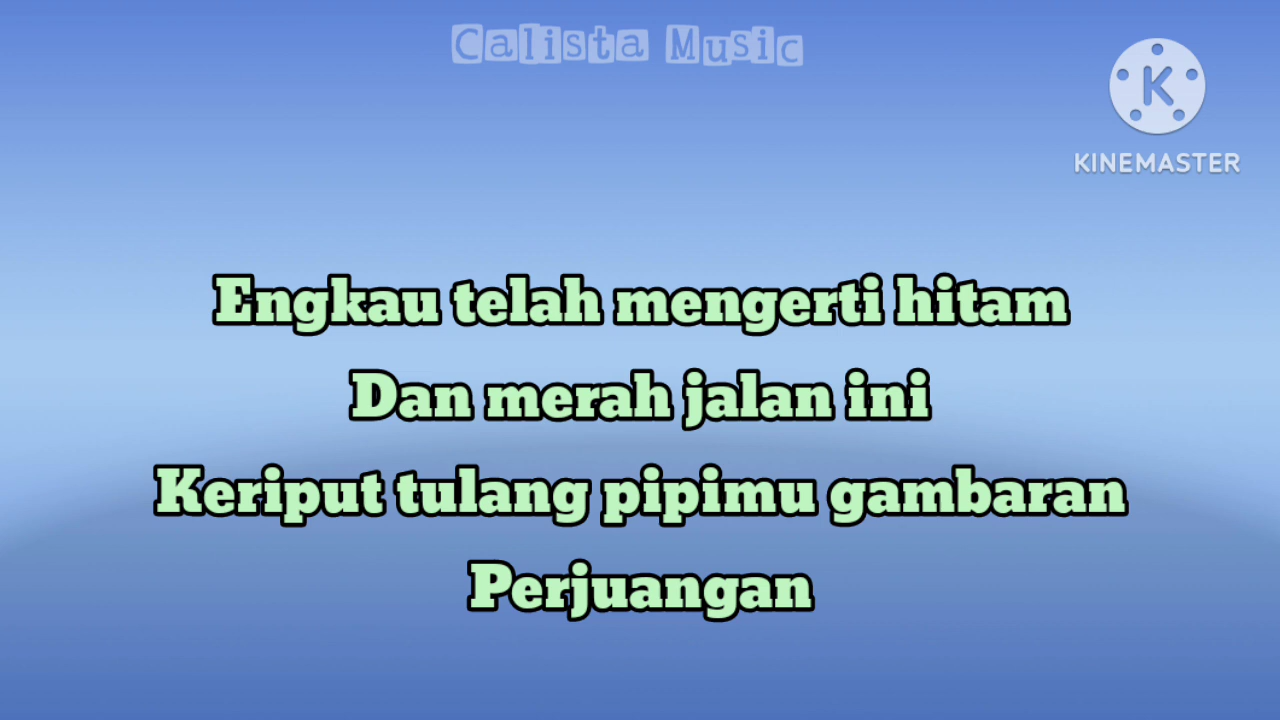 Calista Music
K
KINEMASTER
Engkau telah mengerti hitam
Dan merah jalan ini
Keriput tulang pipimu gambaran
Perjuangan